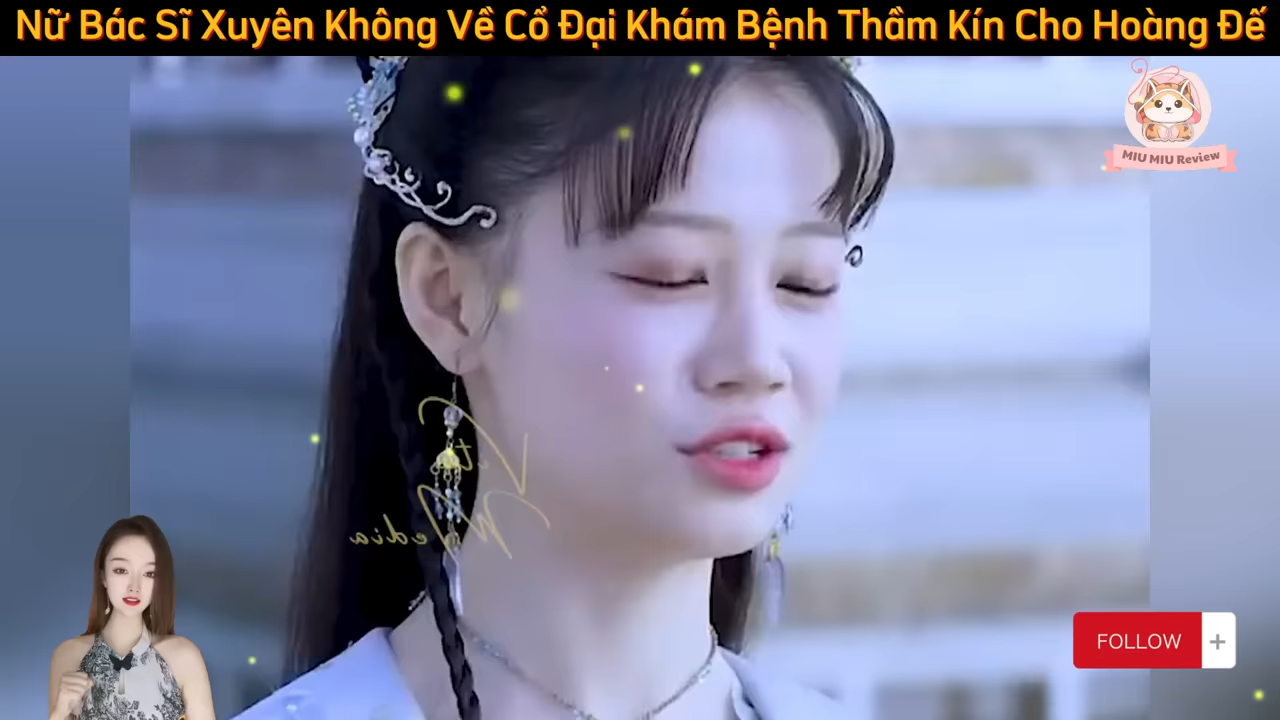 Nữ Bác Sĩ Xuyên Không Về Cổ Đại Khám Bệnh Thầm Kín Cho Hoàng Đế
MIU MIU Review
Media
FOLLOW +